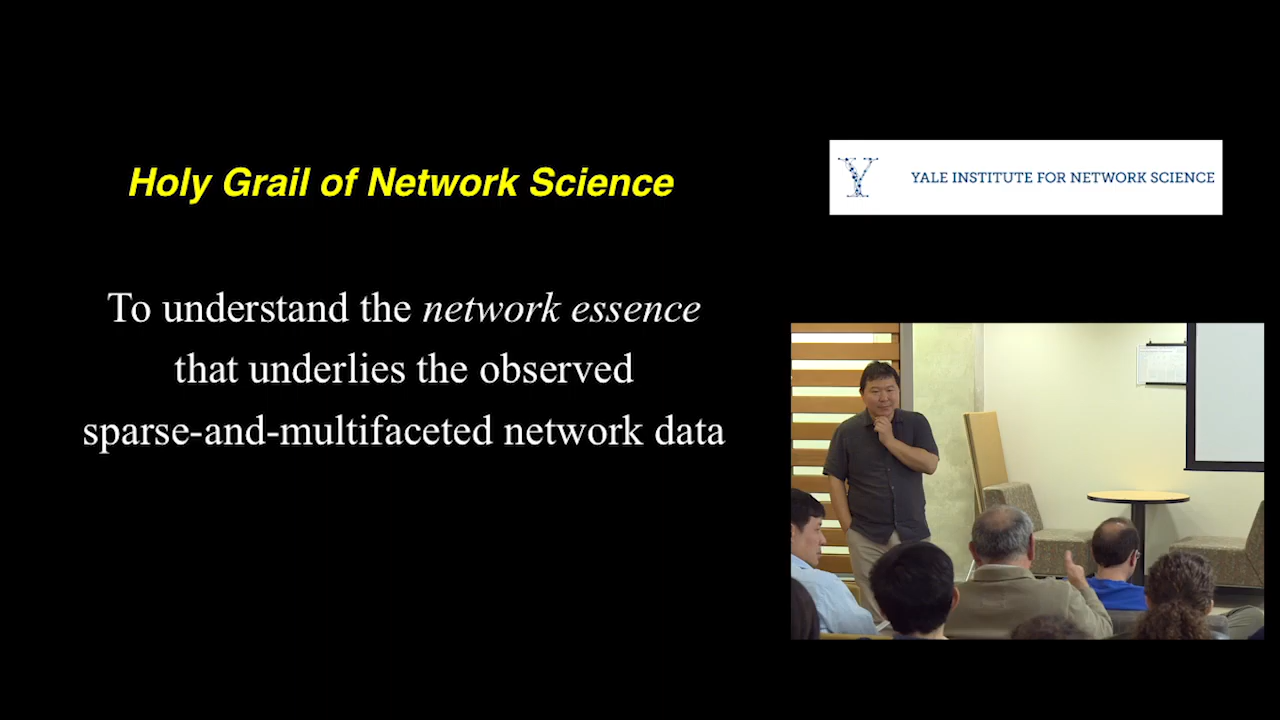 Holy Grail of Network Science
To understand the network essence
that underlies the observed
sparse-and-multifaceted network data
YALE INSTITUTE FOR NETWORK SCIENCE